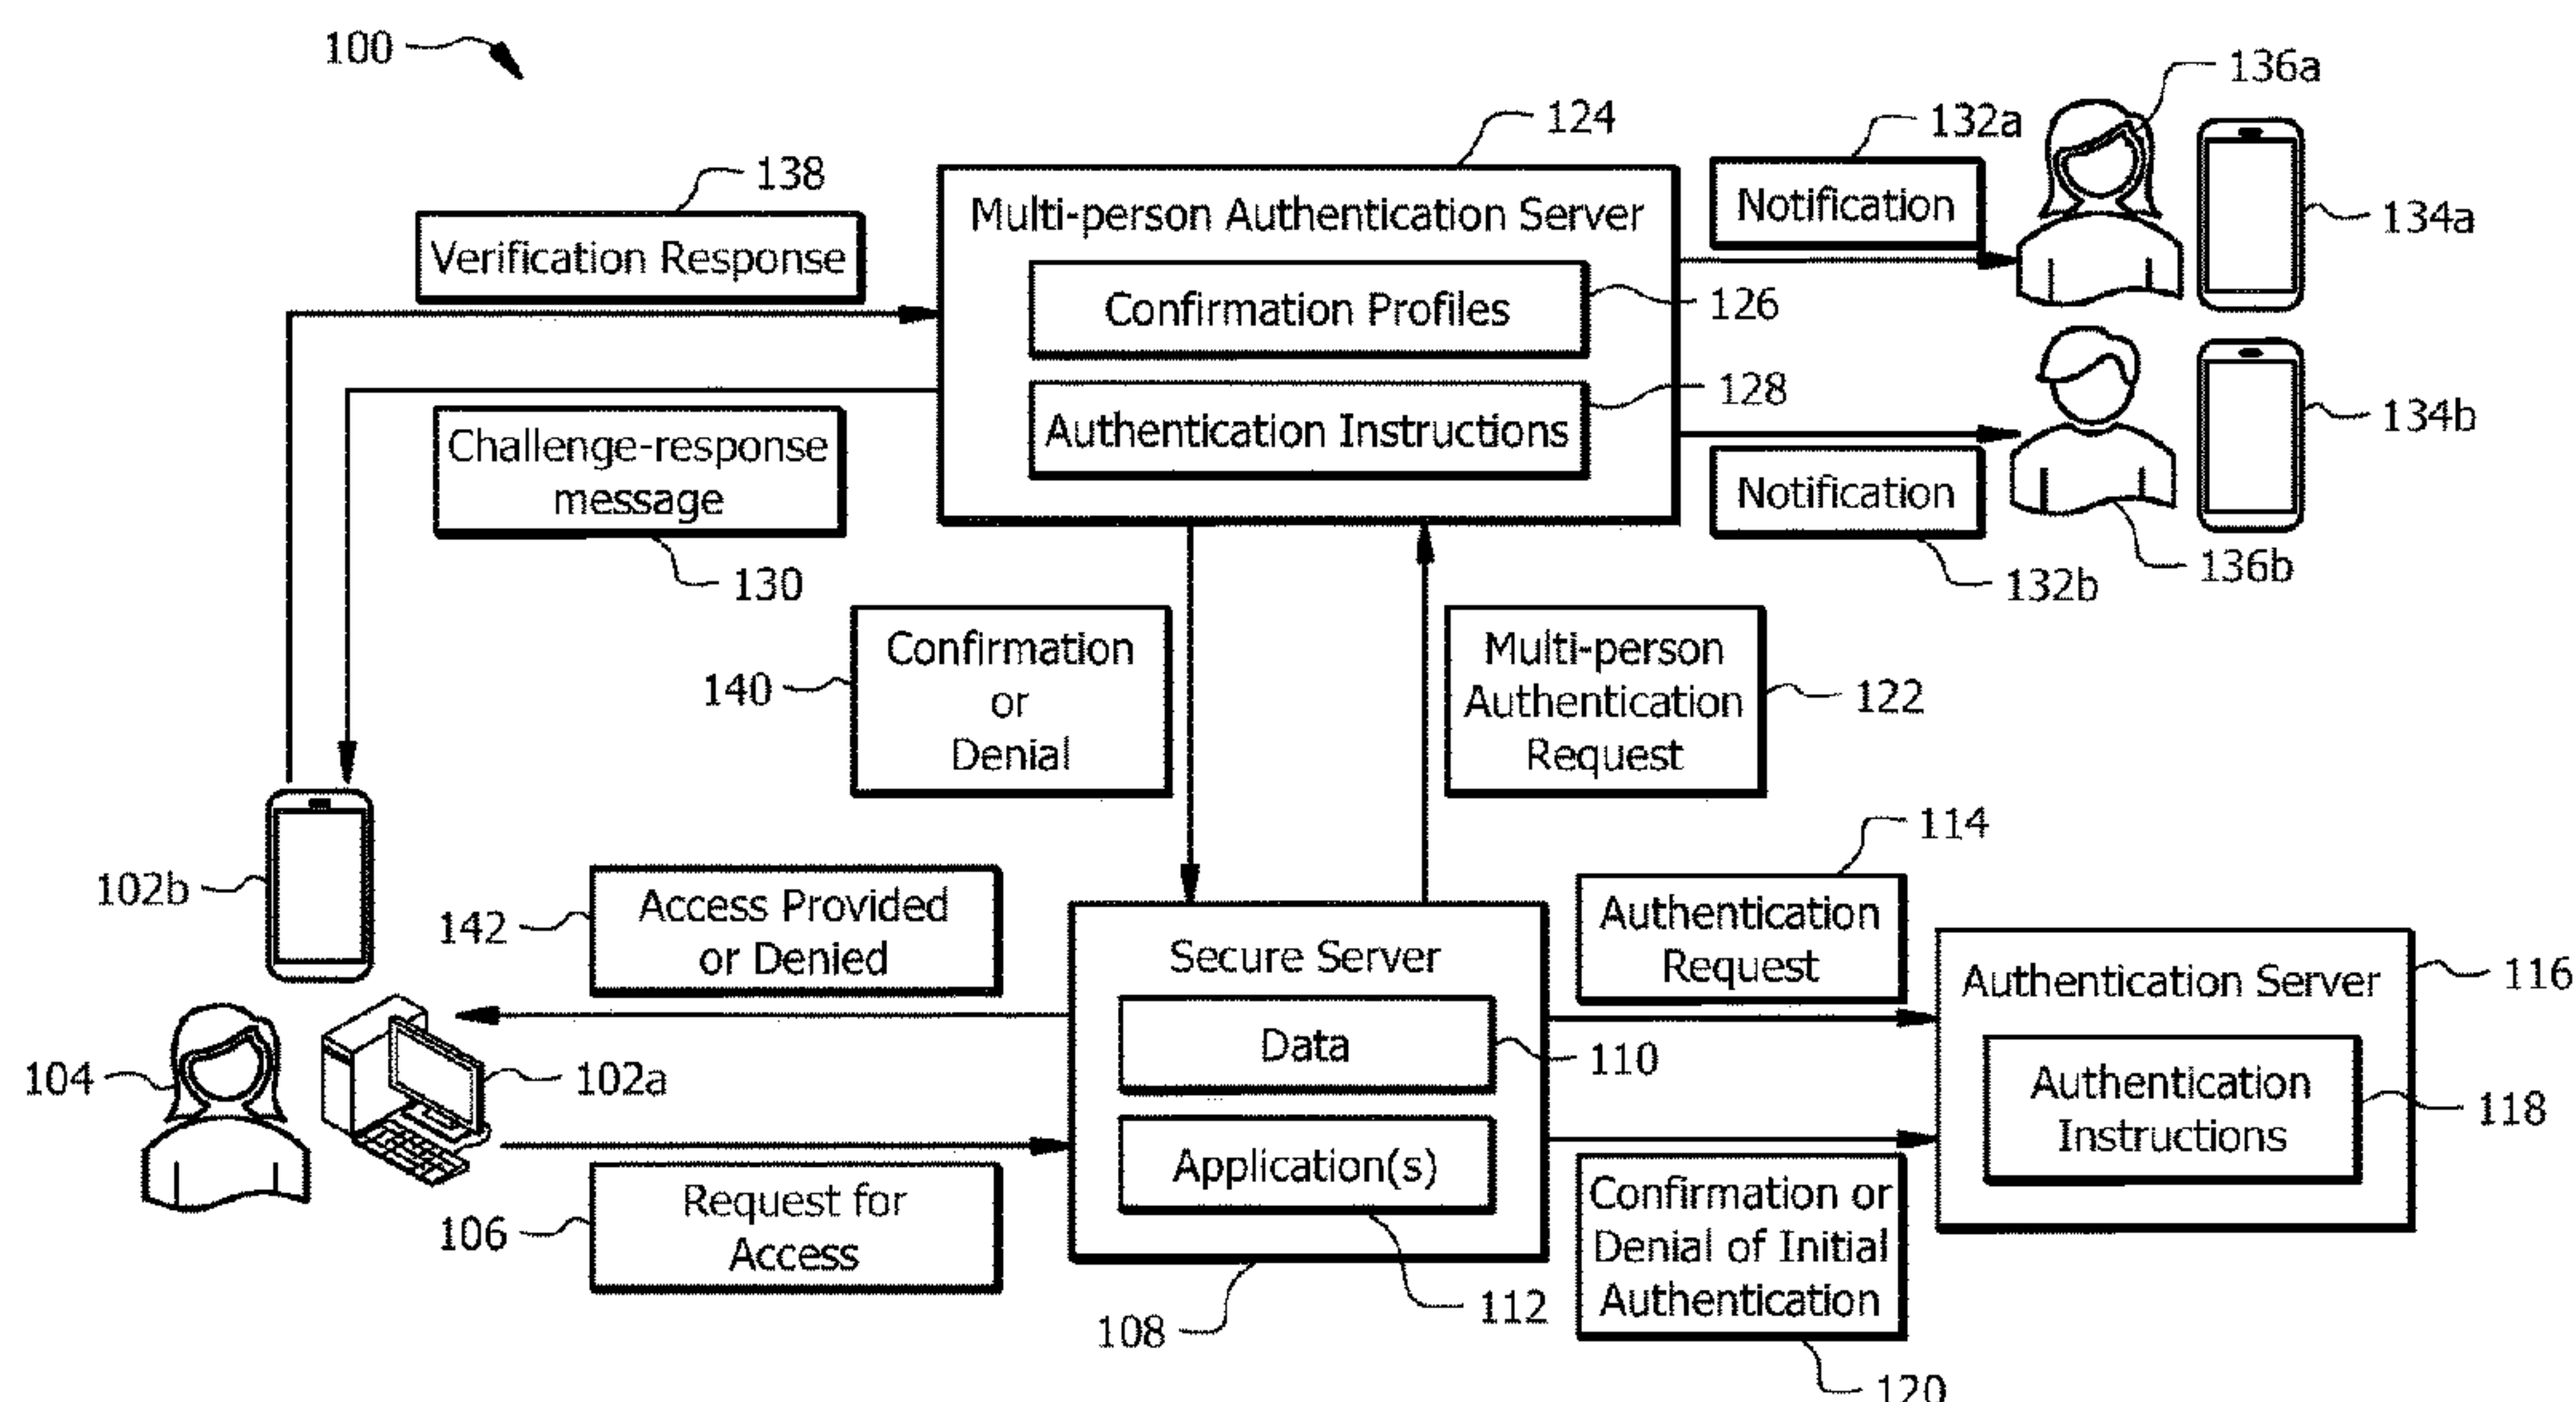 100
136a
124
132a
138
Multi-person Authentication Server
Notification
134a
Verification Response
Confirmation Profiles
126
128
Challenge-response
message
Authentication Instructions
134b
Notification
130
132b
136b
Confirmation
or
Denial
140
Multi-person
Authentication
Request
122
114
102b
142
Access Provided
or Denied
Secure Server
Authentication
Request
Authentication Server
116
104
102a
Data
110
Authentication
Instructions
118
Application(s)
106
Request for
Access
Confirmation or
Denial of Initial
Authentication
108
112
120